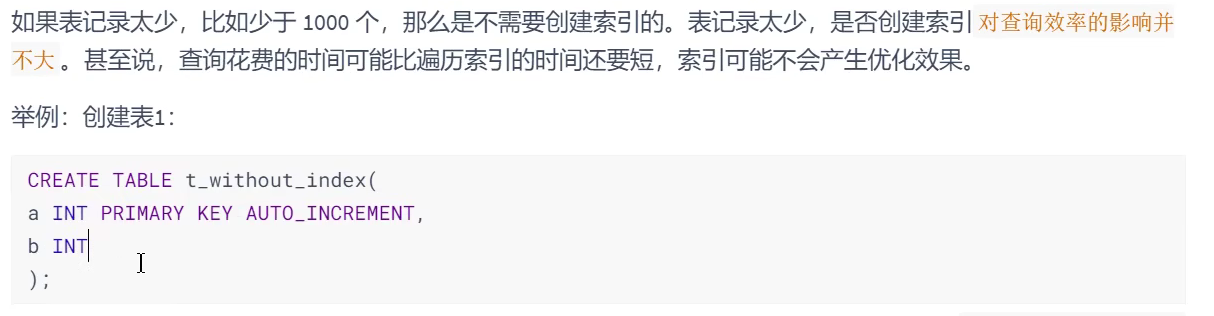 如果表记录太少，比如少于 1000 个，那么是不需要创建索引的。表记录太少，是否创建索引 对查询效率的影响并
不大 。甚至说，查询花费的时间可能比遍历索引的时间还要短，索引可能不会产生优化效果。
举例：创建表1：
CREATE TABLE t_without_index(
a INT PRIMARY KEY AUTO_INCREMENT,
b INT
);